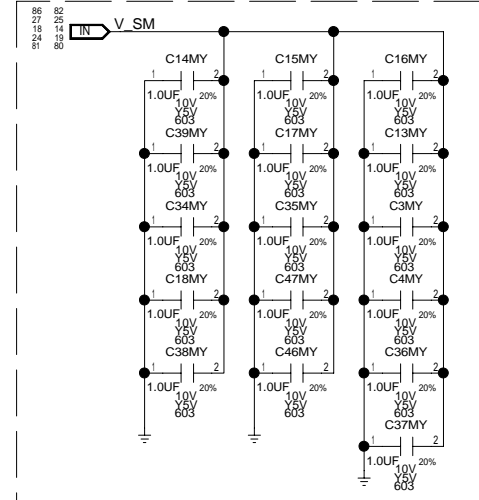 86 82
27 25
18 14
24 19
81 80
IN V_SM
C14MY C15MY C16MY
1 2 1 2 1 2
1.0UF 20% 1.0UF 20% 1.0UF 20%
10V 10V 10V
Y5V Y5V Y5V
603 603 603
C39MY C17MY C13MY
1 2 1 2 1 2
1.0UF 20% 1.0UF 20% 1.0UF 20%
10V 10V 10V
Y5V Y5V Y5V
603 603 603
C34MY C35MY C3MY
1 2 1 2 1 2
1.0UF 20% 1.0UF 20% 1.0UF 20%
10V 10V 10V
Y5V Y5V Y5V
603 603 603
C18MY C47MY C4MY
1 2 1 2 1 2
1.0UF 20% 1.0UF 20% 1.0UF 20%
10V 10V 10V
Y5V Y5V Y5V
603 603 603
C38MY C46MY C36MY
1 2 1 2 1 2
1.0UF 20% 1.0UF 20% 1.0UF 20%
10V 10V 10V
Y5V Y5V Y5V
603 603 603
C37MY
1 2
1.0UF 20%
10V
Y5V
603